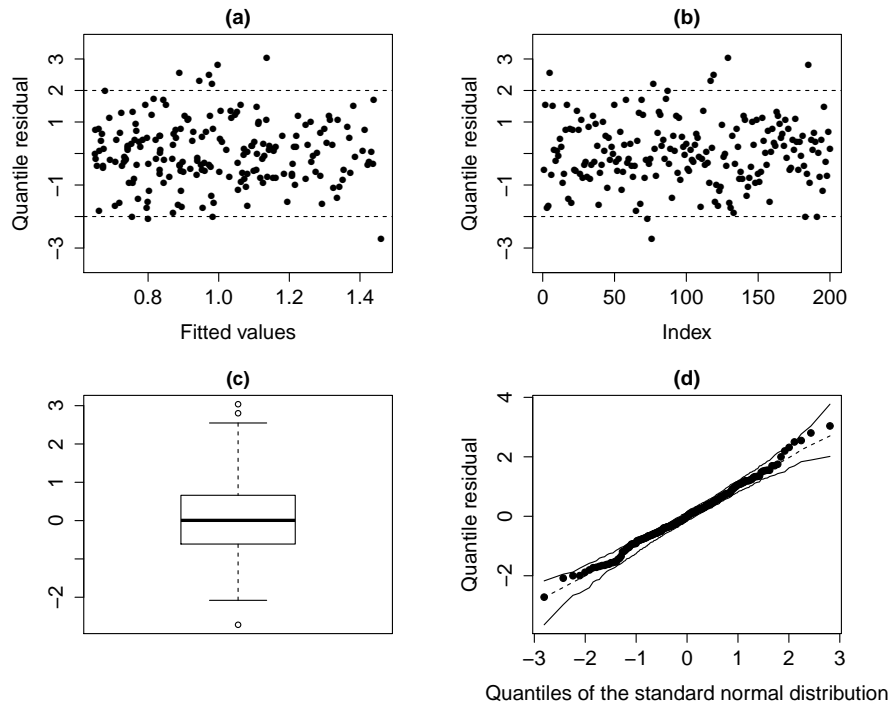 (a)
Quantile residual
3
2
1
−1
−3
0.8 1.0 1.2 1.4
Fitted values
(b)
Quantile residual
3
2
1
−1
−3
0 50 100 150 200
Index
(c)
3
2
1
0
−2
(d)
Quantile residual
4
2
0
−2
−3 −2 −1 0 1 2 3
Quantiles of the standard normal distribution